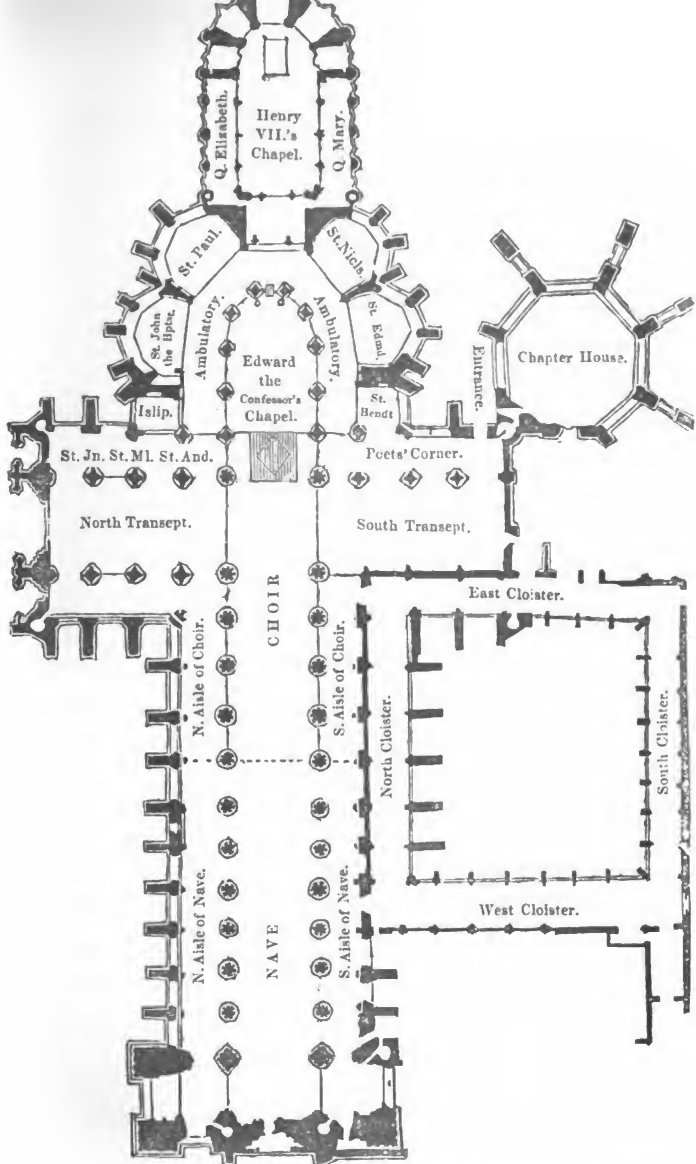 Henry
VII.'s
Chapel.
Q. Elizabeth.
Q. Mary.
St. Paul.
St. Nicls.
St. John
the Bptst.
St. Edmd.
Ambulatory.
Ambulatory.
Edward
the
Confessor's
Chapel.
Islip.
St.
Bendt
Entrance.
Chapter House.
St. Jn. St. Ml. St. And.
Poets' Corner.
North Transept.
South Transept.
East Cloister.
CHOIR
N. Aisle of Choir.
S. Aisle of Choir.
North Cloister.
South Cloister.
West Cloister.
N. Aisle of Nave.
NAVE
S. Aisle of Nave.